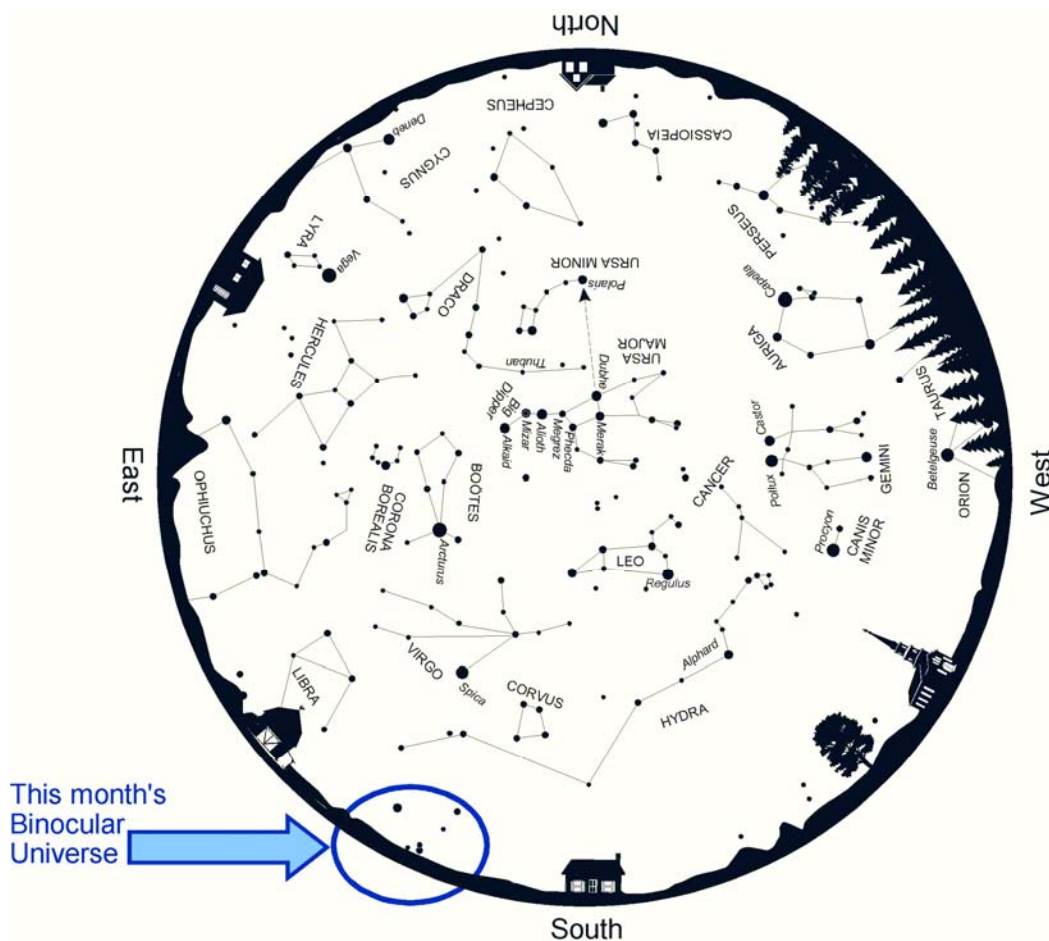 North
CEPHEUS
CASSIOPEIA
Deneb
CYGNUS
PERSEUS
LYRA
Vega
URSA MINOR
Polaris
DRACO
Capella
AURIGA
HERCULES
Thuban
URSA
MAJOR
Dubhe
TAURUS
Big
Dipper
Alkaid
Mizar
Alioth
Megrez
Phecda
Merak
Castor
Pollux
GEMINI
Betelgeuse
ORION
East
West
OPHIUCHUS
CORONA
BOREALIS
BOÖTES
Arcturus
CANCER
Procyon
CANIS
MINOR
LEO
Regulus
VIRGO
Spica
LIBRA
CORVUS
Alphard
HYDRA
This month's
Binocular
Universe
South